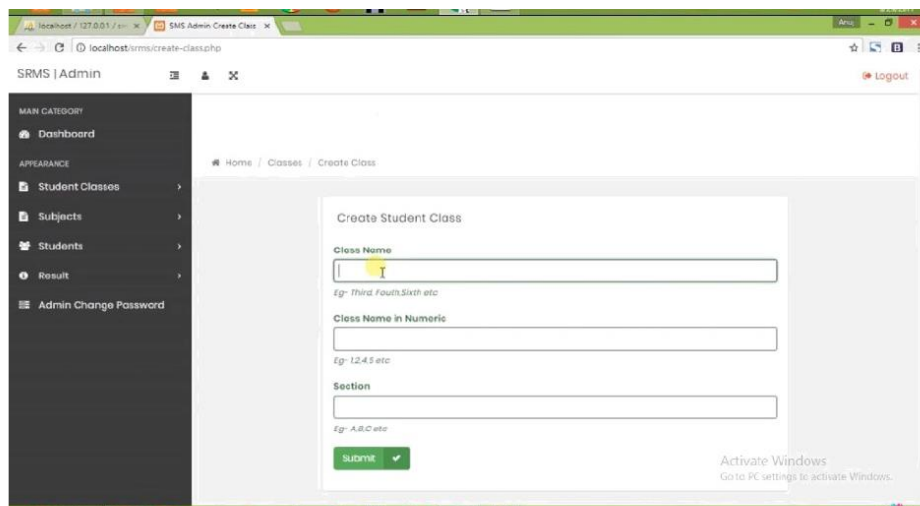 localhost / 127.0.0.1 /
SMS Admin Create Class
Anuj
localhost/srms/create-class.php
SRMS | Admin
Logout
MAIN CATEGORY
Dashboard
APPEARANCE
Student Classes
Subjects
Students
Result
Admin Change Password
Home / Classes / Create Class
Create Student Class
Class Name
Eg- Third, Fouth,Sixth etc
Class Name in Numeric
Eg- 1,2,4,5 etc
Section
Eg- A,B,C etc
Submit
Activate Windows
Go to PC settings to activate Windows.